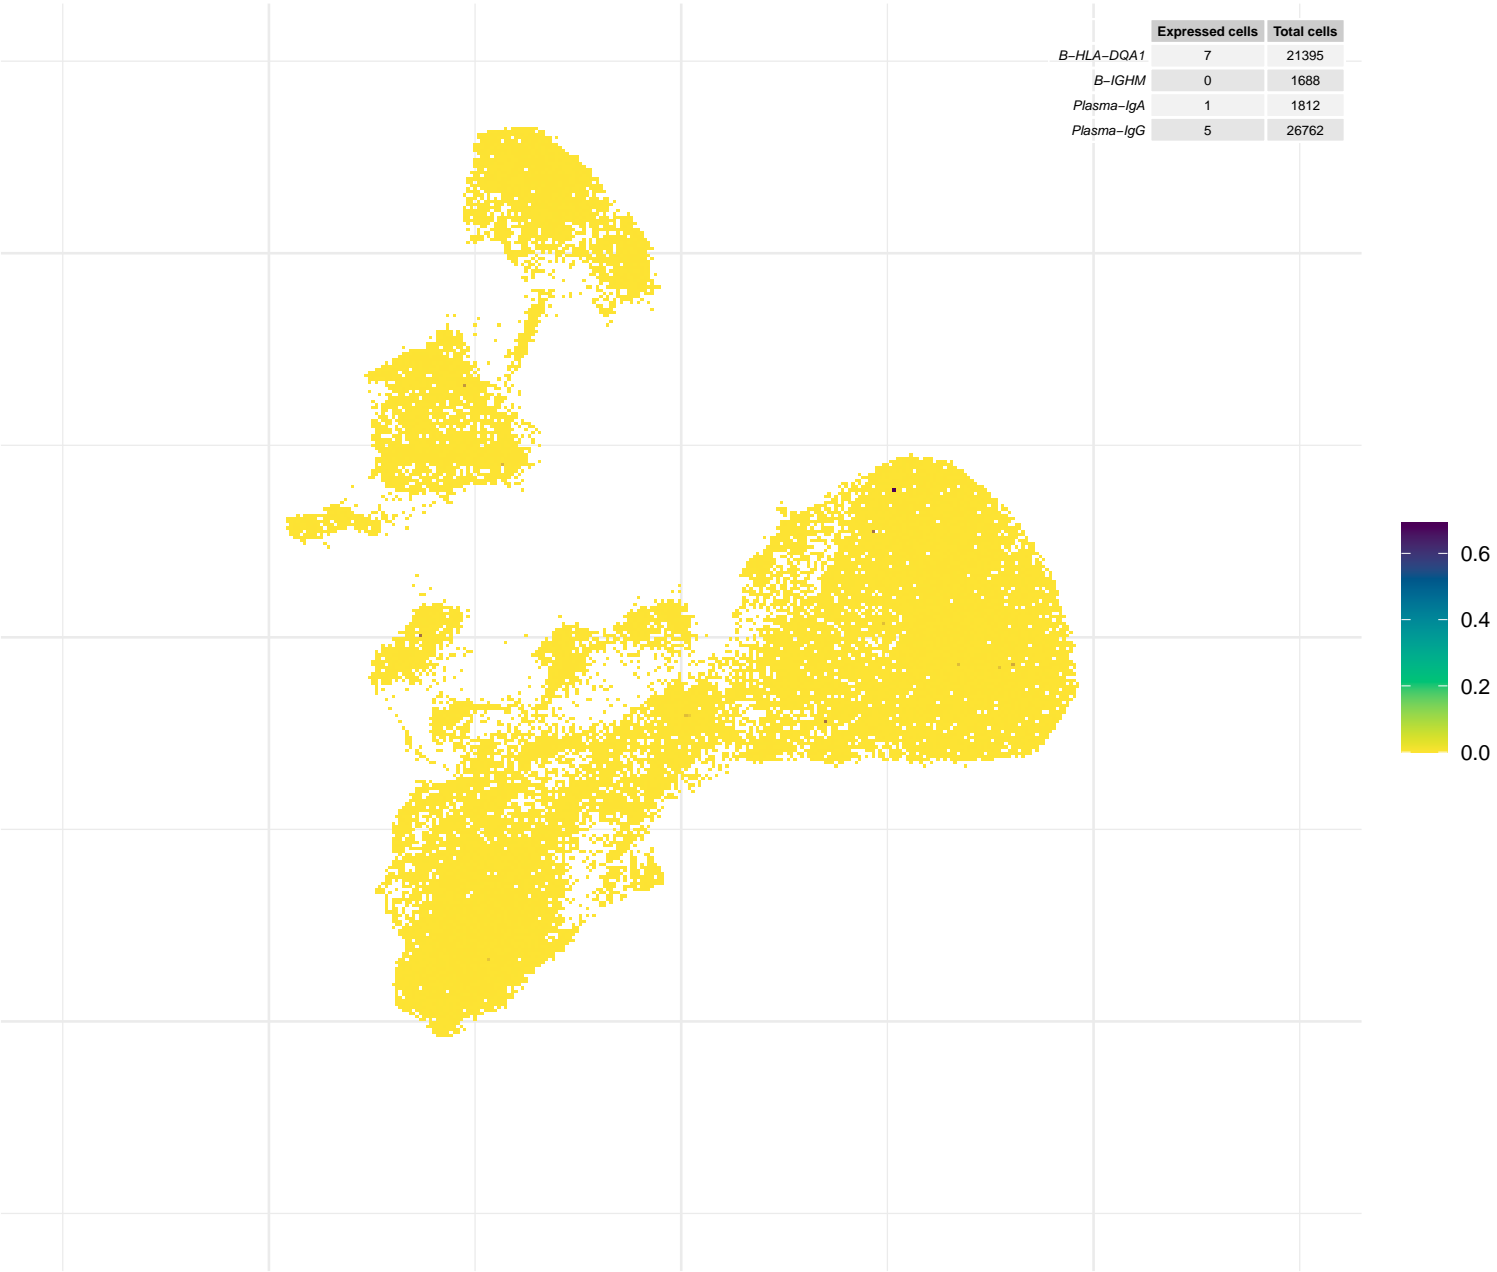 Expressed cells Total cells
B−HLA−DQA1 7 21395
B−IGHM 0 1688
Plasma−IgA 1 1812
Plasma−IgG 5 26762
0.6
0.4
0.2
0.0